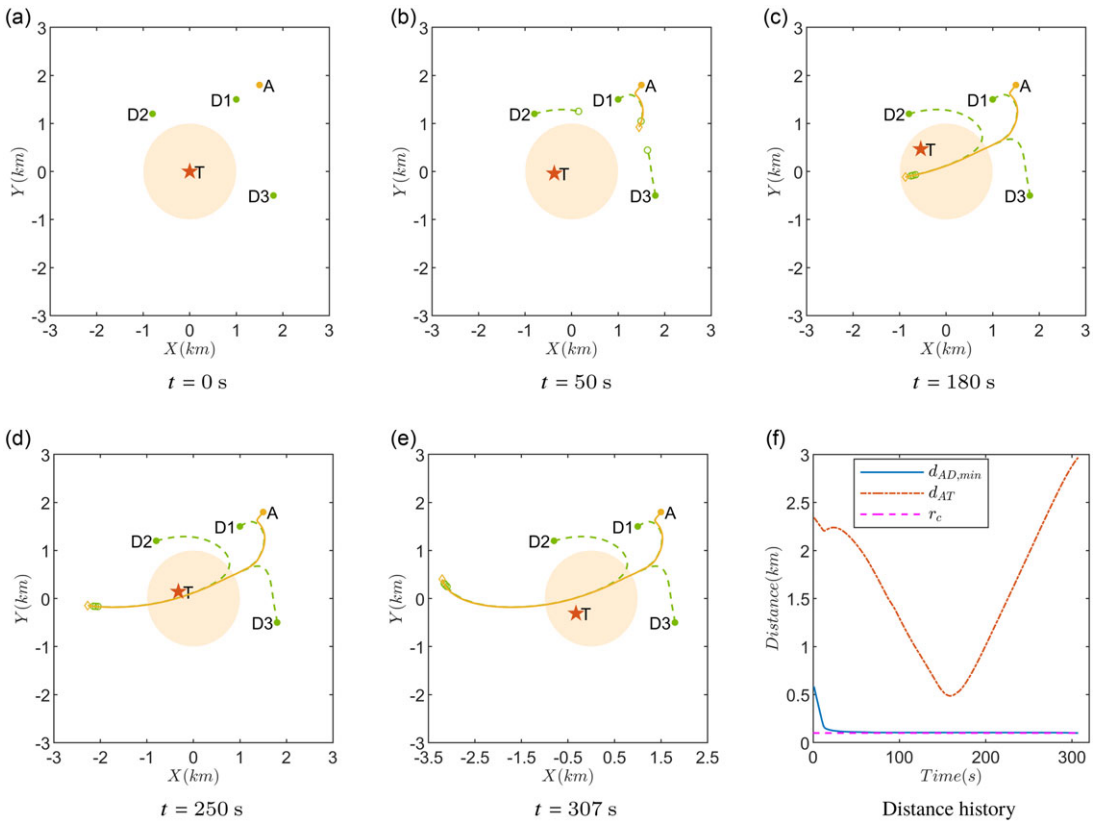 (a)
3
2
1
0
-1
-2
-3
Y(km)
A
D1
D2
T
D3
-3 -2 -1 0 1 2 3
X(km)
t = 0 s
(b)
3
2
1
0
-1
-2
-3
Y(km)
A
D1
D2
T
D3
-3 -2 -1 0 1 2 3
X(km)
t = 50 s
(c)
3
2
1
0
-1
-2
-3
Y(km)
A
D1
D2
T
D3
-3 -2 -1 0 1 2 3
X(km)
t = 180 s
(d)
3
2
1
0
-1
-2
-3
Y(km)
A
D1
D2
T
D3
-3 -2 -1 0 1 2 3
X(km)
t = 250 s
(e)
3
2
1
0
-1
-2
-3
Y(km)
A
D1
D2
T
D3
-3.5 -2.5 -1.5 -0.5 0.5 1.5 2.5
X(km)
t = 307 s
(f)
3
2.5
2
1.5
1
0.5
0
Distance(km)
d_{AD,min}
d_{AT}
r_c
0 100 200 300
Time(s)
Distance history